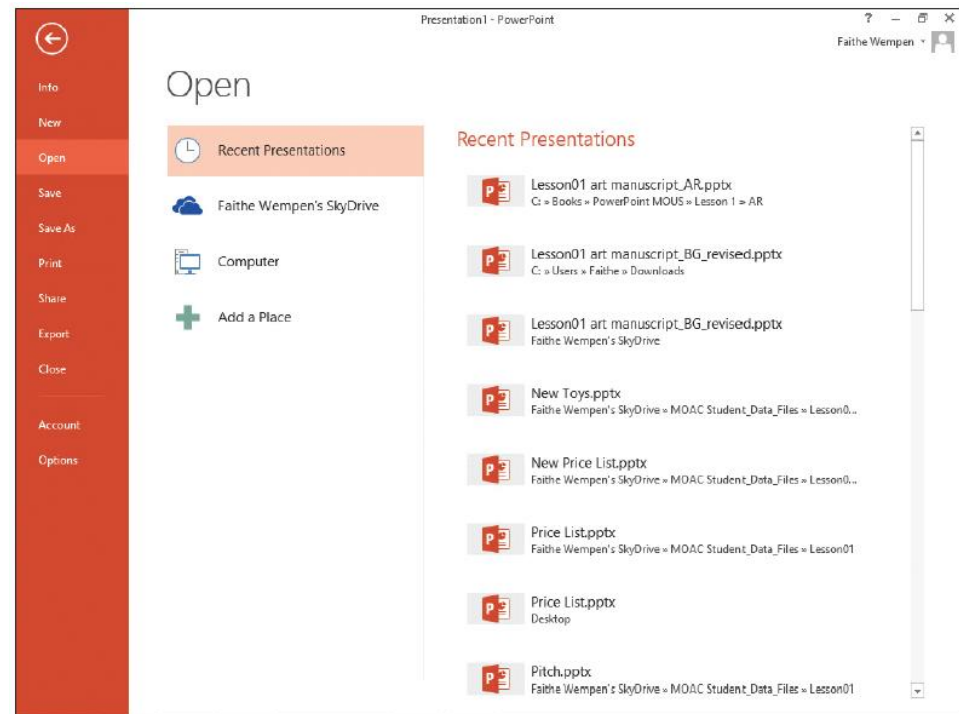 Presentation1 - PowerPoint
?
Faithe Wempen
Info
New
Open
Save
Save As
Print
Share
Export
Close
Account
Options
Open
Recent Presentations
Faithe Wempen's SkyDrive
Computer
Add a Place
Recent Presentations
Lesson01 art manuscript_AR.pptx
C: » Books » PowerPoint MOUS » Lesson 1 » AR
Lesson01 art manuscript_BG_revised.pptx
C: » Users » Faithe » Downloads
Lesson01 art manuscript_BG_revised.pptx
Faithe Wempen's SkyDrive
New Toys.pptx
Faithe Wempen's SkyDrive » MOAC Student_Data_Files » Lesson0...
New Price List.pptx
Faithe Wempen's SkyDrive » MOAC Student_Data_Files » Lesson0...
Price List.pptx
Faithe Wempen's SkyDrive » MOAC Student_Data_Files » Lesson01
Price List.pptx
Desktop
Pitch.pptx
Faithe Wempen's SkyDrive » MOAC Student_Data_Files » Lesson01